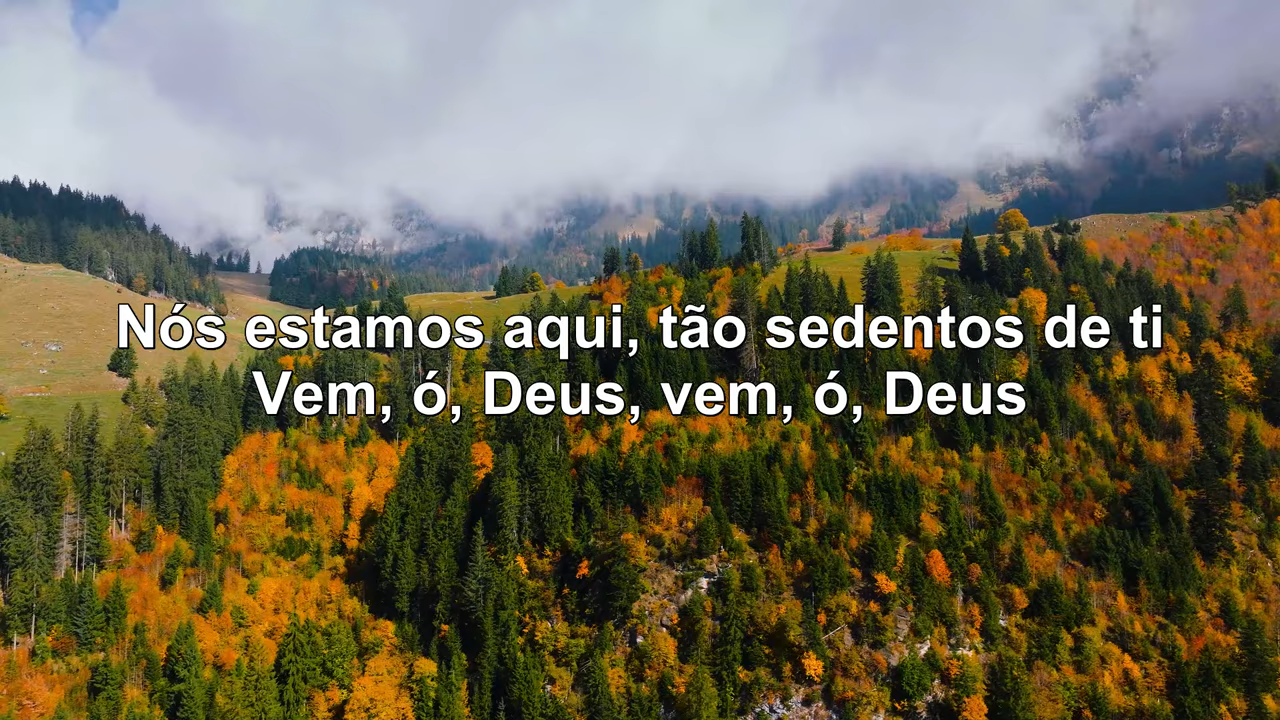 Nós estamos aqui, tão sedentos de ti
Vem, ó, Deus, vem, ó, Deus